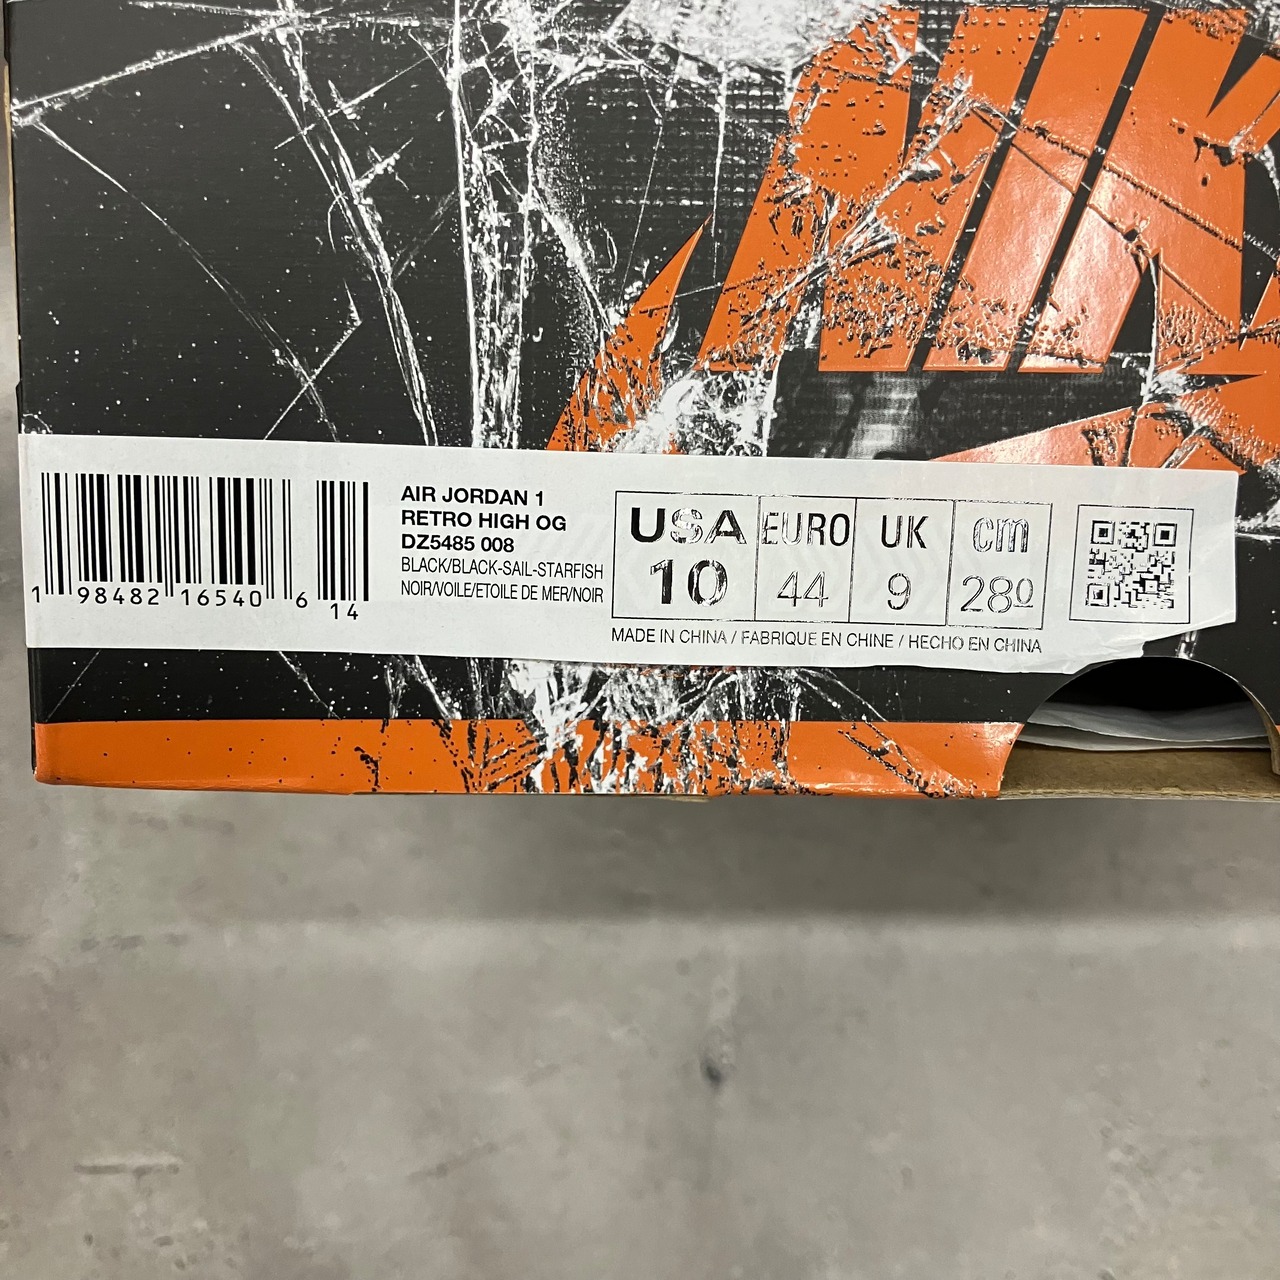 NIK
AIR JORDAN 1
RETRO HIGH OG
DZ5485 008
BLACK/BLACK-SAIL-STARFISH
NOIR/VOILE/ETOILE DE MER/NOIR
1 98482 16540 6 14
USA EURO UK cm
10 44 9 280
MADE IN CHINA / FABRIQUE EN CHINE / HECHO EN CHINA